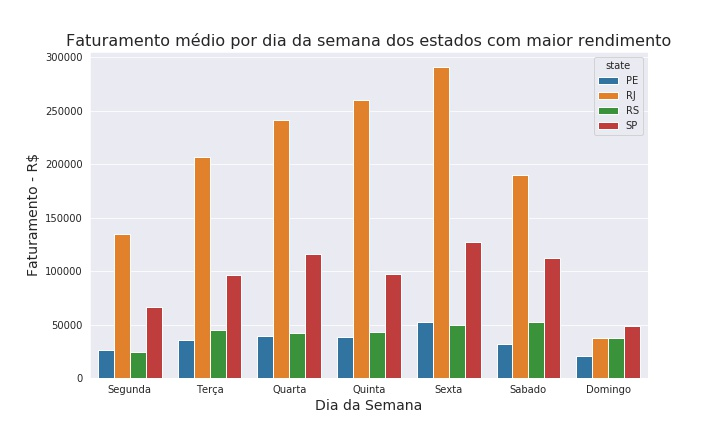 Faturamento médio por dia da semana dos estados com maior rendimento
state
PE
RJ
RS
SP
Faturamento - R$
300000
250000
200000
150000
100000
50000
0
Segunda Terça Quarta Quinta Sexta Sabado Domingo
Dia da Semana